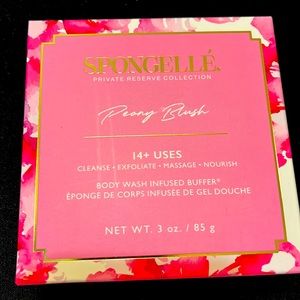 SPONGELLÉ.
PRIVATE RESERVE COLLECTION
Peony Blush
14+ USES
CLEANSE • EXFOLIATE • MASSAGE • NOURISH
BODY WASH INFUSED BUFFER®
ÉPONGE DE CORPS INFUSÉE DE GEL DOUCHE
NET WT. 3 oz. / 85 g